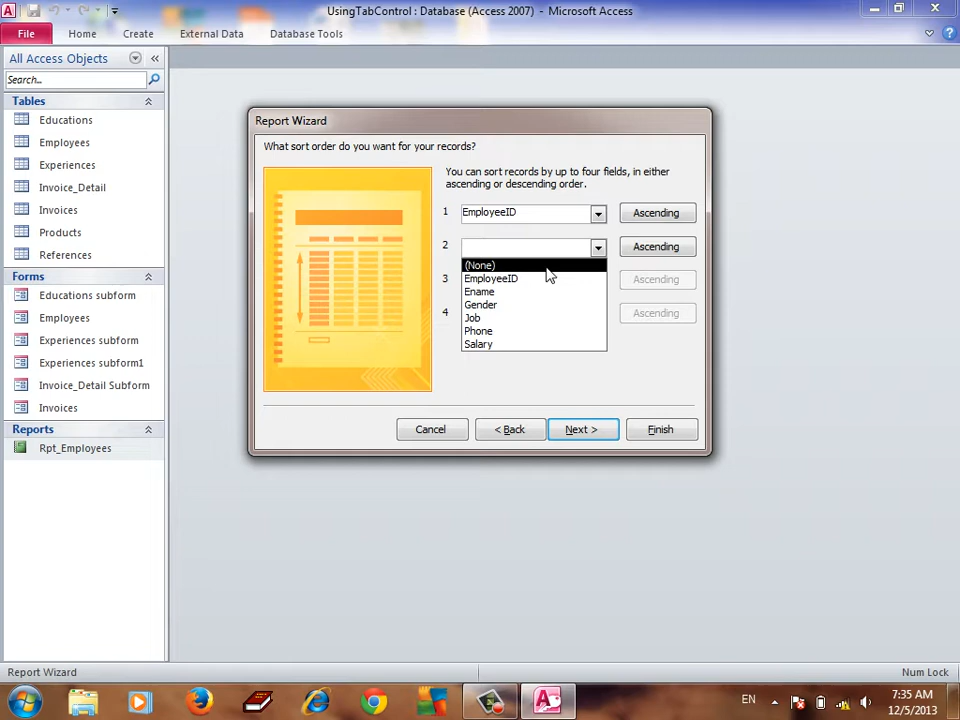 UsingTabControl : Database (Access 2007) - Microsoft Access
File Home Create External Data Database Tools
All Access Objects
Search...
Tables
Educations
Employees
Experiences
Invoice_Detail
Invoices
Products
References
Forms
Educations subform
Employees
Experiences subform
Experiences subform1
Invoice_Detail Subform
Invoices
Reports
Rpt_Employees
Report Wizard
What sort order do you want for your records?
You can sort records by up to four fields, in either
ascending or descending order.
1 EmployeeID Ascending
2 Ascending
(None)
3 EmployeeID Ascending
Ename
Gender
4 Job Ascending
Phone
Salary
Cancel < Back Next > Finish
Report Wizard Num Lock
EN 7:35 AM
12/5/2013